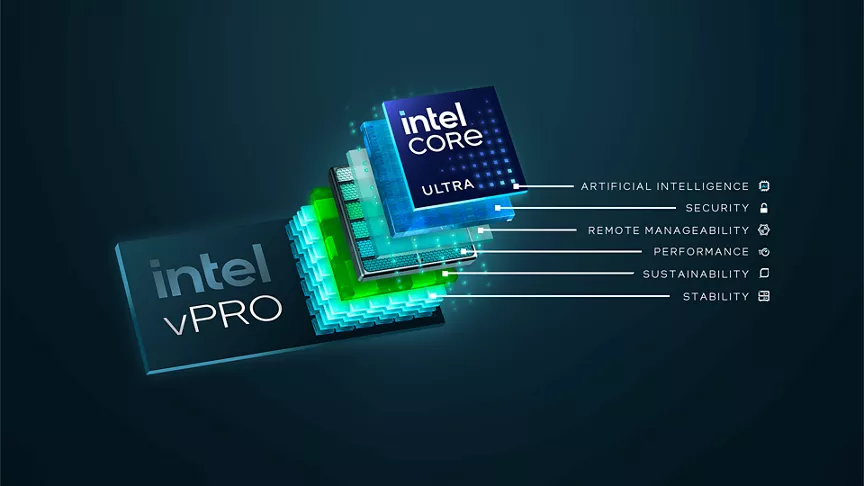 intel
CORE
ULTRA
ARTIFICIAL INTELLIGENCE
SECURITY
REMOTE MANAGEABILITY
PERFORMANCE
SUSTAINABILITY
STABILITY
intel
vPRO